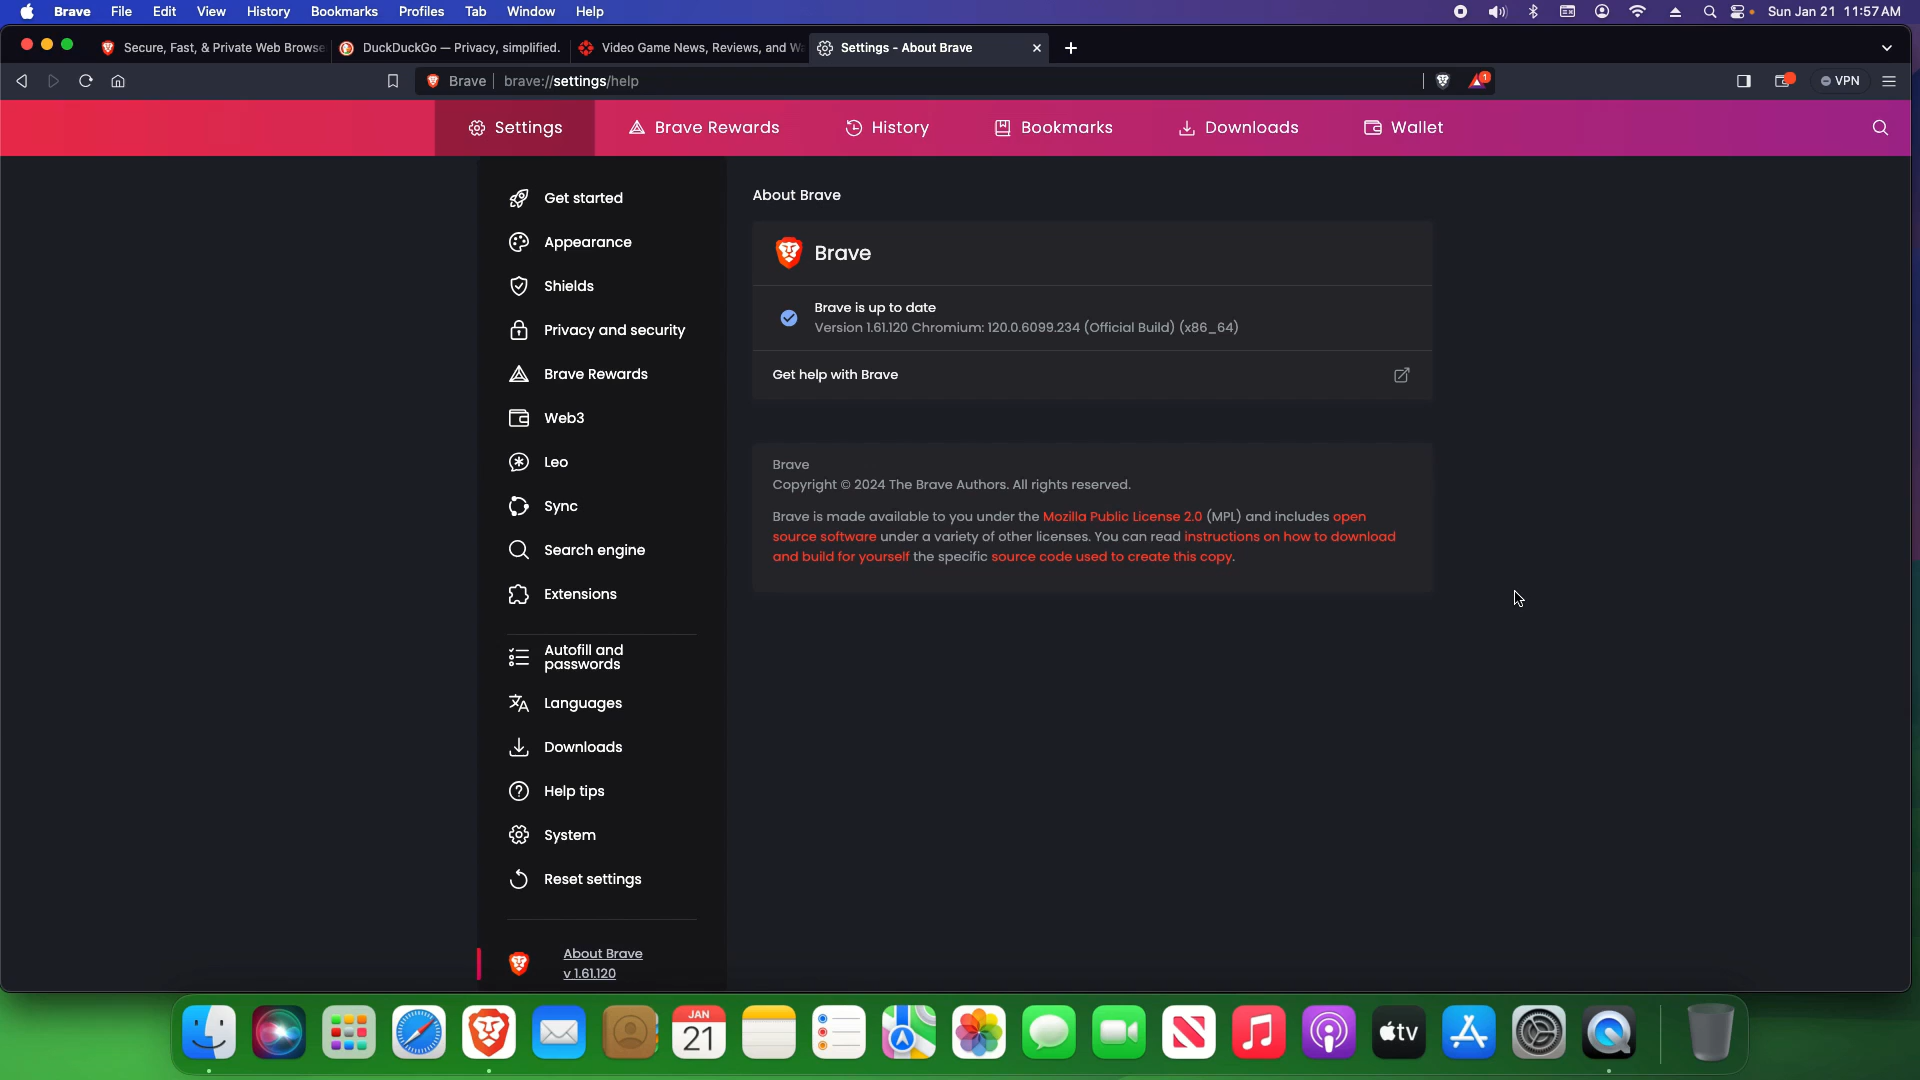 Brave File Edit View History Bookmarks Profiles Tab Window Help Sun Jan 21 11:57 AM
Secure, Fast, & Private Web Browse DuckDuckGo — Privacy, simplified. Video Game News, Reviews, and Wa Settings - About Brave
Brave brave://settings/help 1 VPN
Settings Brave Rewards History Bookmarks Downloads Wallet
Get started
Appearance
Shields
Privacy and security
Brave Rewards
Web3
Leo
Sync
Search engine
Extensions
Autofill and
passwords
Languages
Downloads
Help tips
System
Reset settings
About Brave
v 1.61.120
About Brave
Brave
Brave is up to date
Version 1.61.120 Chromium: 120.0.6099.234 (Official Build) (x86_64)
Get help with Brave
Brave
Copyright © 2024 The Brave Authors. All rights reserved.
Brave is made available to you under the Mozilla Public License 2.0 (MPL) and includes open
source software under a variety of other licenses. You can read instructions on how to download
and build for yourself the specific source code used to create this copy.
JAN
21
tv